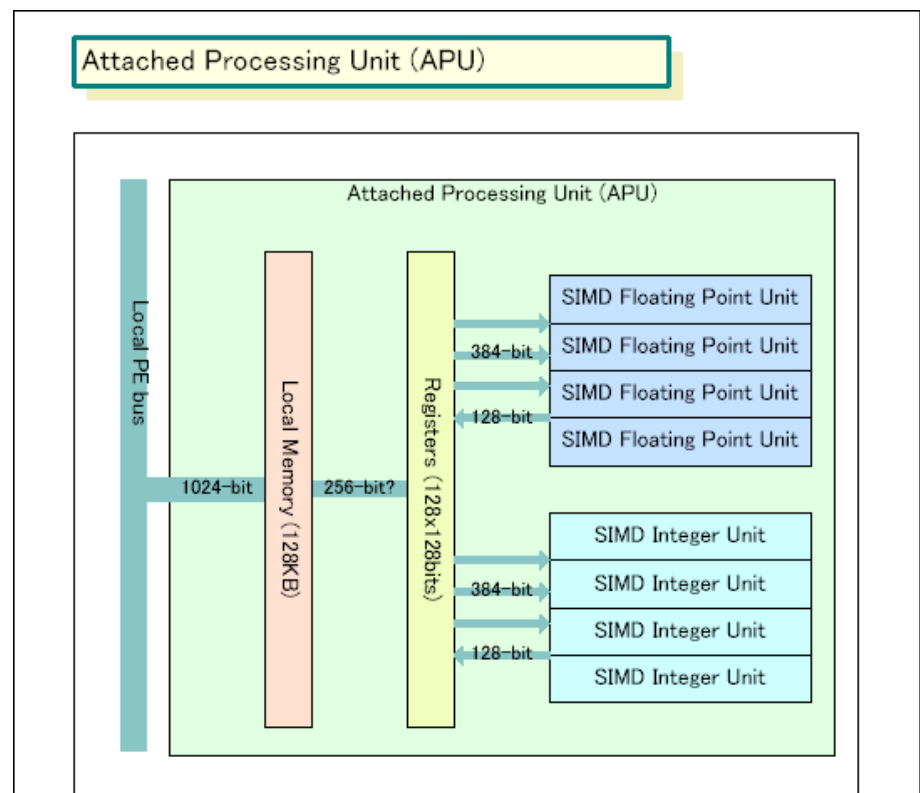 Attached Processing Unit (APU)
Attached Processing Unit (APU)
Local PE bus
1024-bit
Local Memory (128KB)
256-bit?
Registers (128x128bits)
384-bit
128-bit
SIMD Floating Point Unit
SIMD Floating Point Unit
SIMD Floating Point Unit
SIMD Floating Point Unit
384-bit
128-bit
SIMD Integer Unit
SIMD Integer Unit
SIMD Integer Unit
SIMD Integer Unit